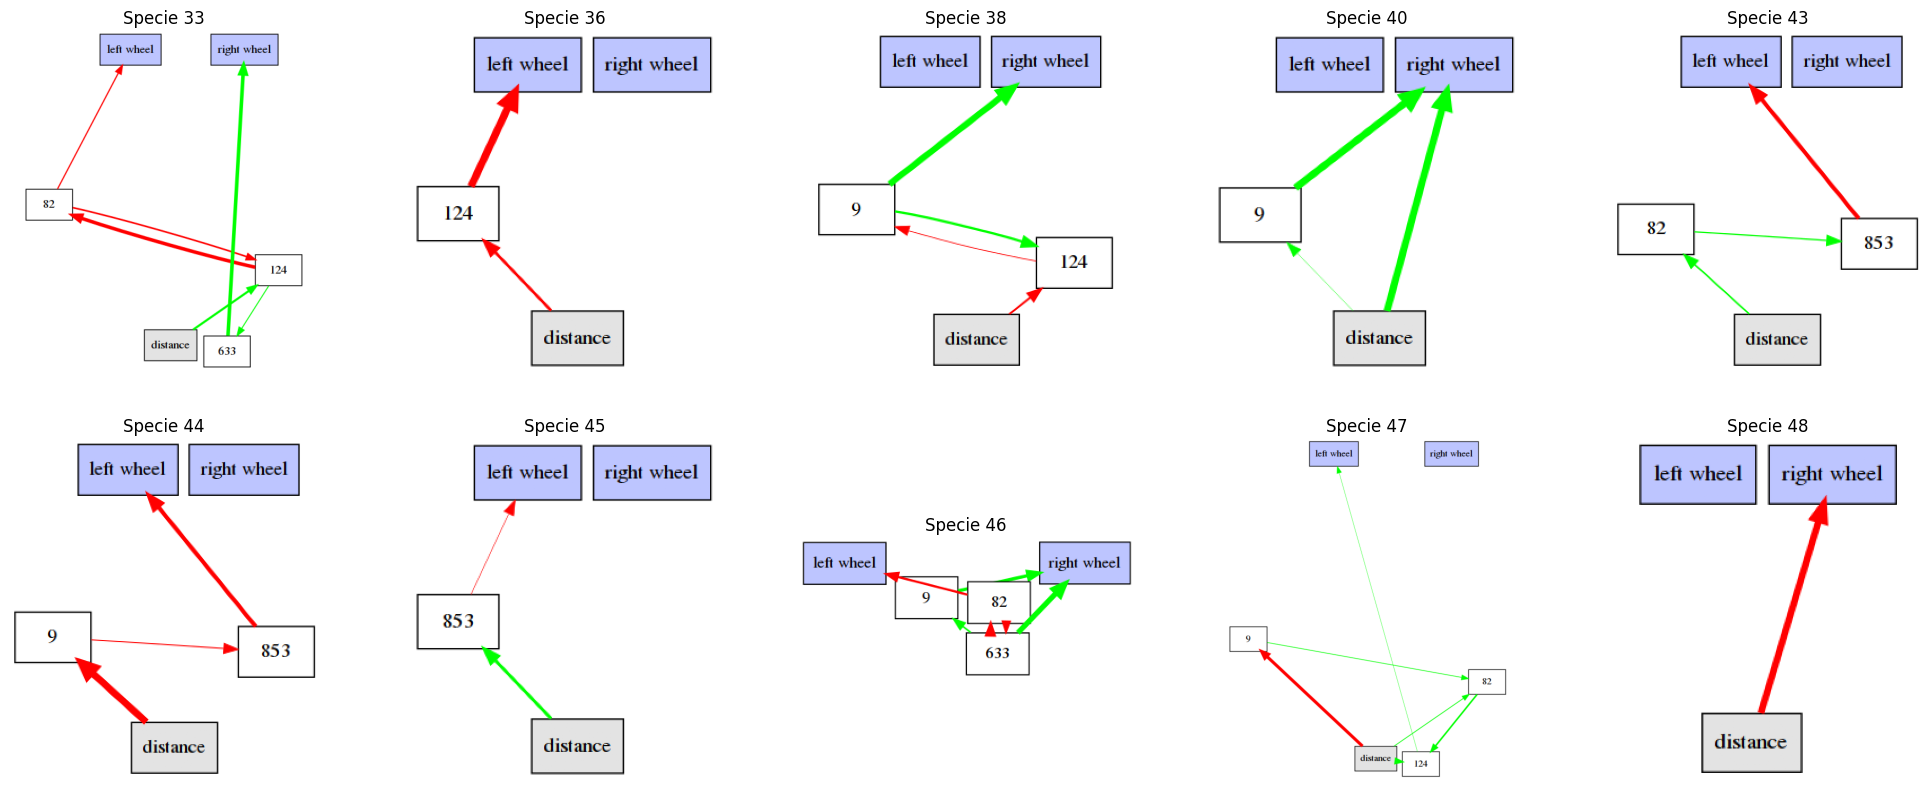 Specie 33
left wheel
right wheel
82
124
distance
633
Specie 36
left wheel
right wheel
124
distance
Specie 38
left wheel
right wheel
9
124
distance
Specie 40
left wheel
right wheel
9
distance
Specie 43
left wheel
right wheel
82
853
distance
Specie 44
left wheel
right wheel
9
853
distance
Specie 45
left wheel
right wheel
853
distance
Specie 46
left wheel
right wheel
9
82
633
Specie 47
left wheel
right wheel
9
82
distance
124
Specie 48
left wheel
right wheel
distance